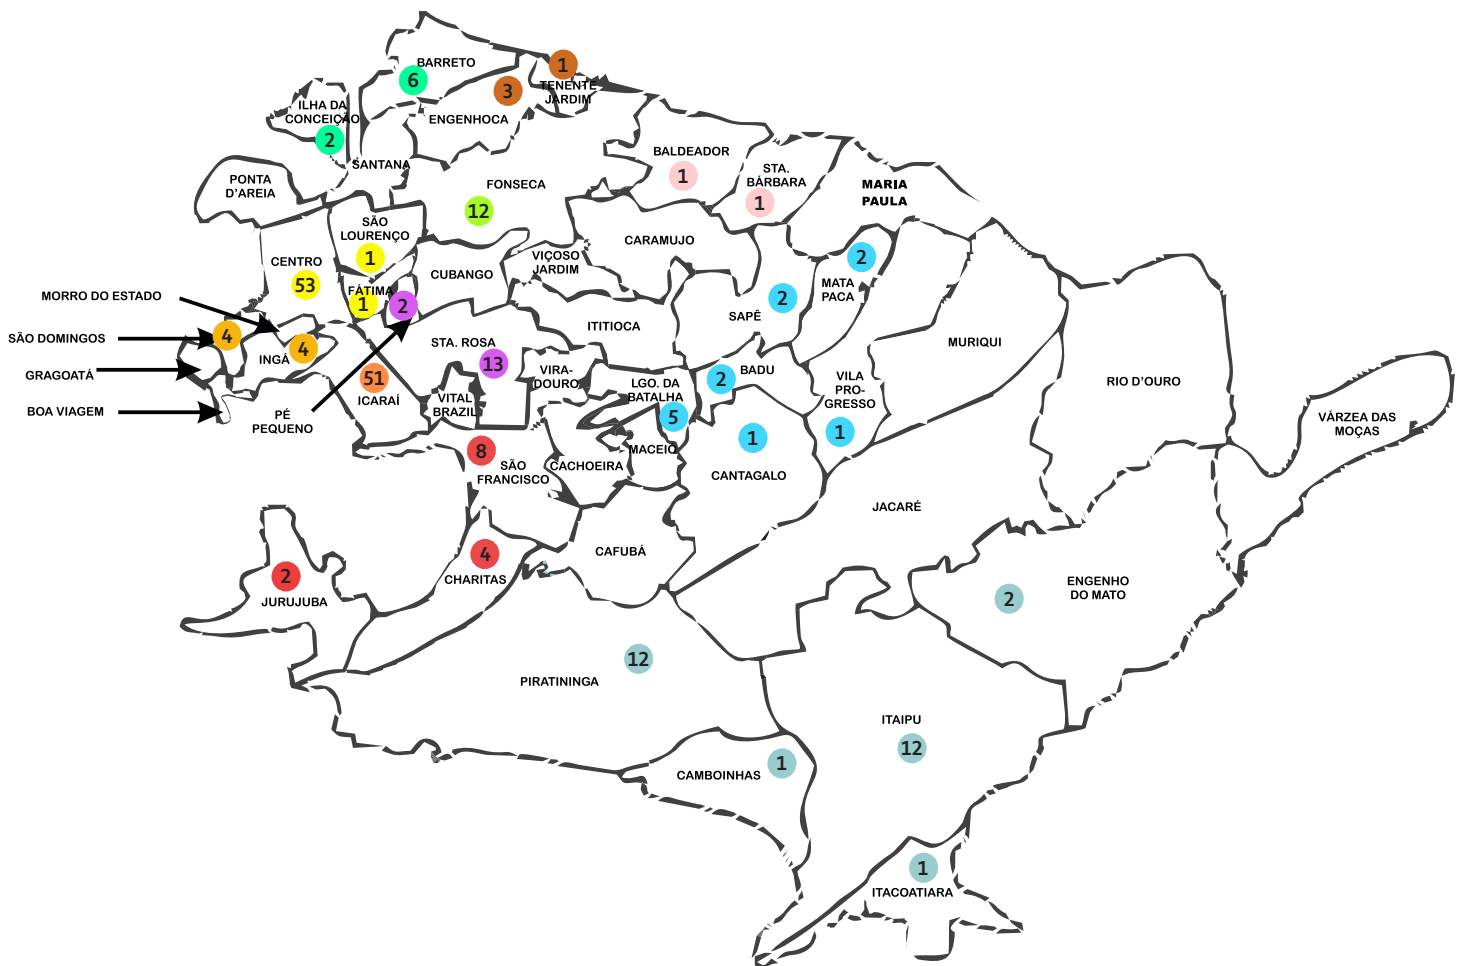 BARRETO
6
1
TENENTE
JARDIM
3
ENGENHOCA
ILHA DA
CONCEIÇÃO
2
SANTANA
PONTA
D'AREIA
FONSECA
12
BALDEADOR
1
STA.
BÁRBARA
1
MARIA
PAULA
SÃO
LOURENÇO
1
CENTRO
53
FÁTIMA
1
2
CUBANGO
VIÇOSO
JARDIM
CARAMUJO
2
MATA
PACA
2
SAPÊ
MORRO DO ESTADO
SÃO DOMINGOS
4
GRAGOATÁ
BOA VIAGEM
INGÁ
4
PÉ
PEQUENO
51
ICARAÍ
STA. ROSA
13
ITITIOCA
VITAL
BRAZIL
VIRA-
DOURO
LGO. DA
BATALHA
5
2
BADU
VILA
PRO-
GRESSO
1
MURIQUI
RIO D'OURO
VÁRZEA DAS
MOÇAS
8
SÃO
FRANCISCO
CACHOEIRA
MACEIÓ
1
CANTAGALO
JACARÉ
2
JURUJUBA
4
CHARITAS
CAFUBÁ
ENGENHO
DO MATO
2
12
PIRATININGA
ITAIPU
12
CAMBOINHAS
1
1
ITACOATIARA